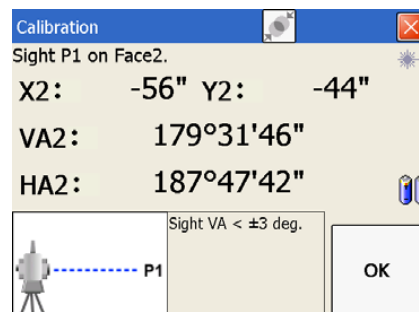 Calibration
Sight P1 on Face2.
X2: -56" Y2: -44"
VA2: 179°31'46"
HA2: 187°47'42"
Sight VA < ±3 deg.
P1
OK